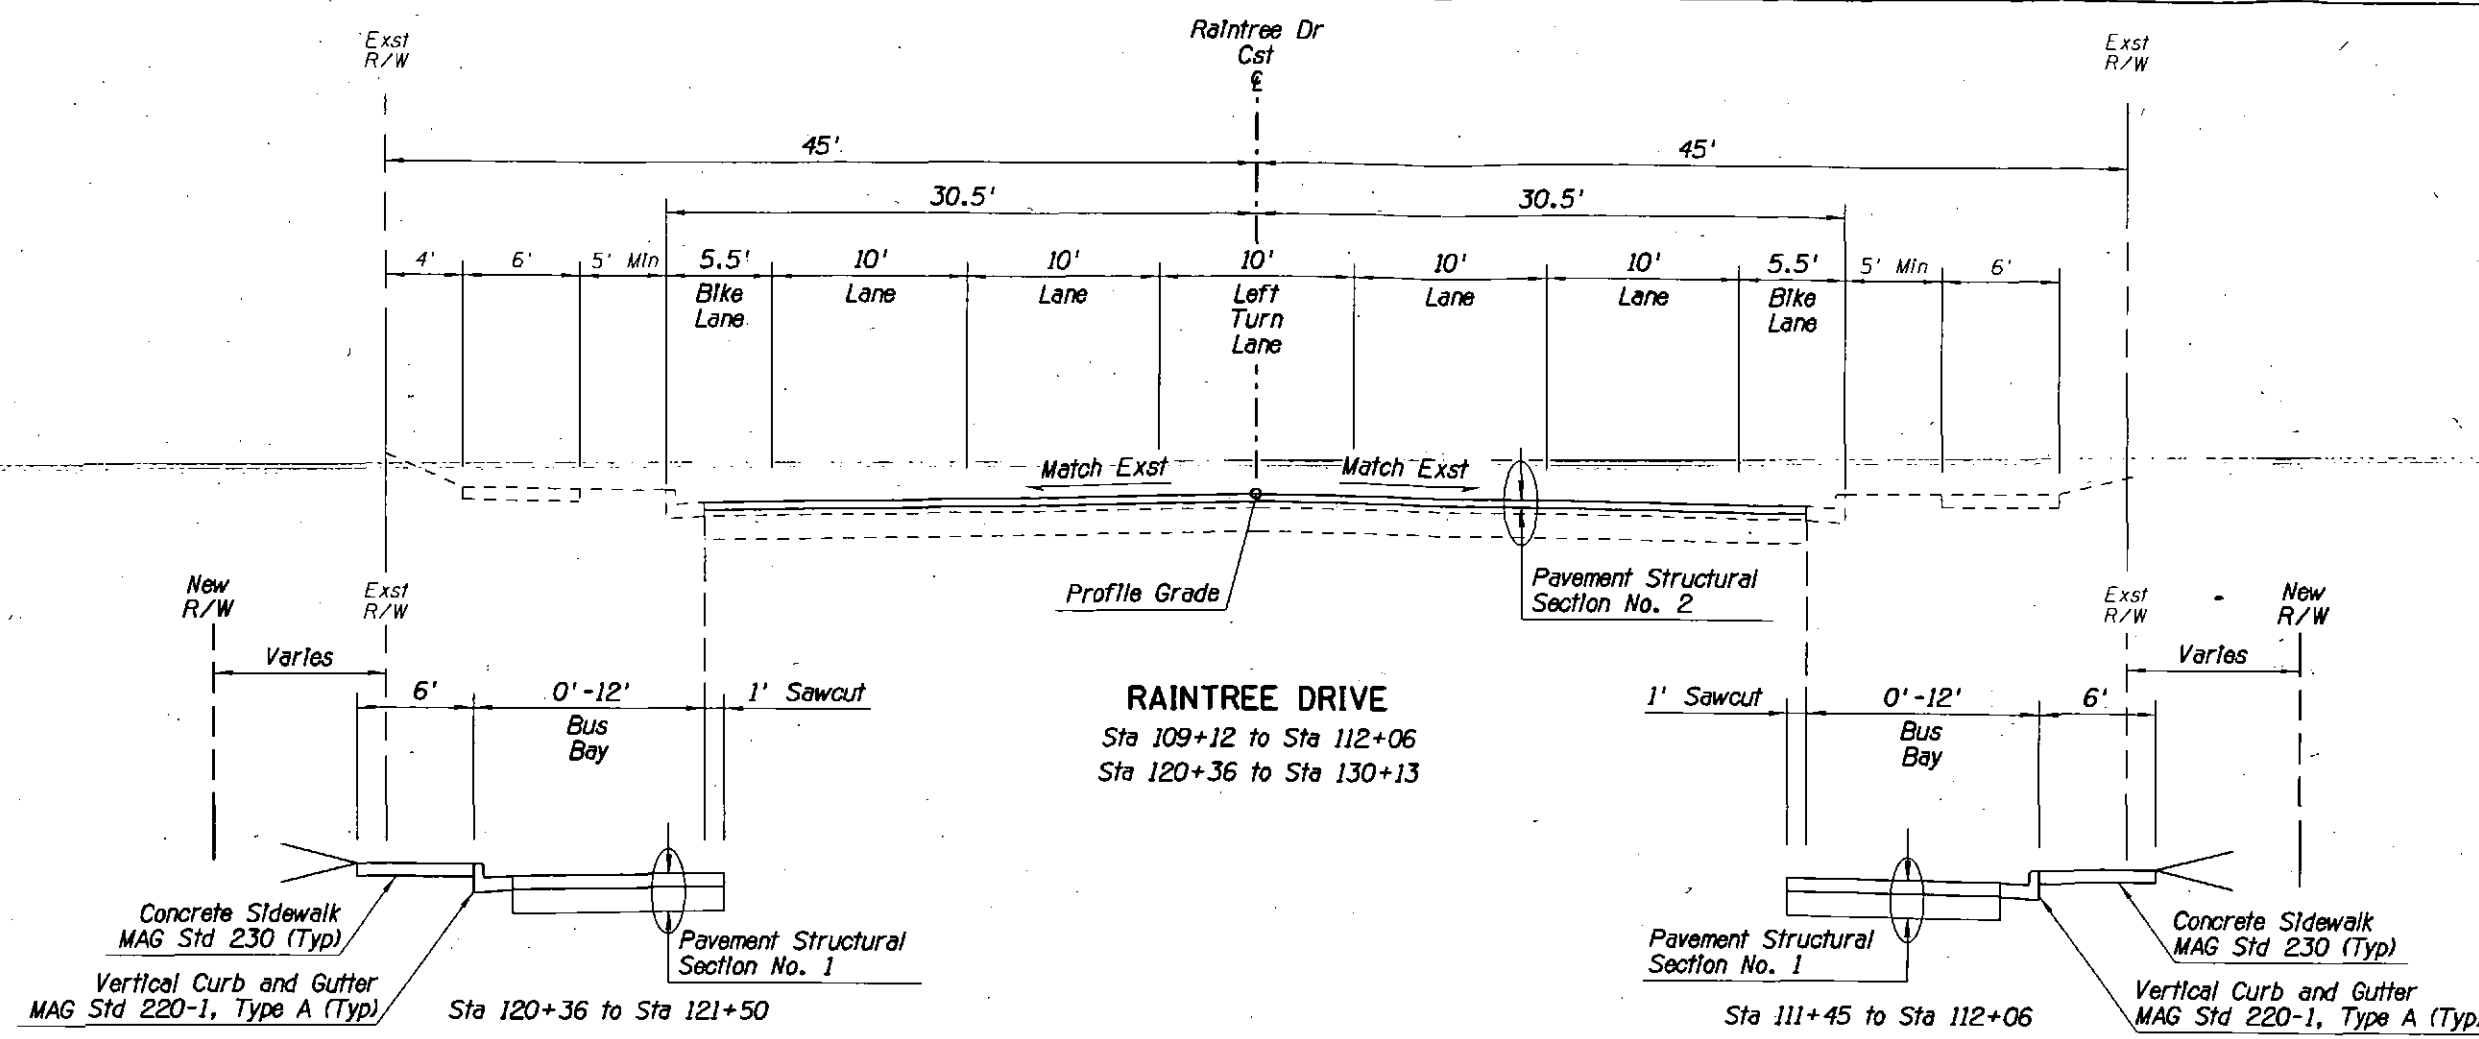 Raintree Dr
Cst
℄
Exst
R/W
Exst
R/W
45'
45'
30.5'
30.5'
4'
6'
5' Min
5.5'
Bike
Lane
10'
Lane
10'
Lane
10'
Left
Turn
Lane
10'
Lane
10'
Lane
5.5'
Bike
Lane
5' Min
6'
Match Exst
Match Exst
Profile Grade
Pavement Structural
Section No. 2
New
R/W
Exst
R/W
Exst
R/W
New
R/W
Varies
Varies
6'
0'-12'
Bus
Bay
1' Sawcut
RAINTREE DRIVE
Sta 109+12 to Sta 112+06
Sta 120+36 to Sta 130+13
1' Sawcut
0'-12'
Bus
Bay
6'
Concrete Sidewalk
MAG Std 230 (Typ)
Vertical Curb and Gutter
MAG Std 220-1, Type A (Typ)
Pavement Structural
Section No. 1
Sta 120+36 to Sta 121+50
Pavement Structural
Section No. 1
Sta 111+45 to Sta 112+06
Concrete Sidewalk
MAG Std 230 (Typ)
Vertical Curb and Gutter
MAG Std 220-1, Type A (Typ.